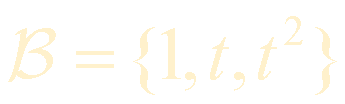 ℬ = {1, t, t²}